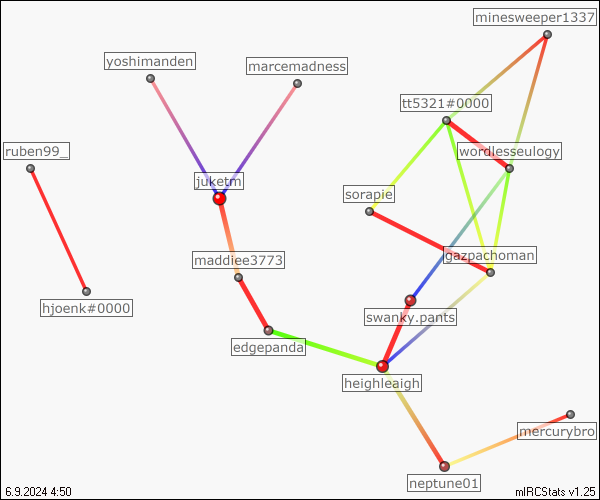 minesweeper1337
yoshimanden
marcemadness
tt5321#0000
ruben99_
wordlesseulogy
juketm
sorapie
maddiee3773
gazpachoman
hjoenk#0000
swanky.pants
edgepanda
heighleaigh
mercurybro
neptune01
6.9.2024 4:50
mIRCStats v1.25